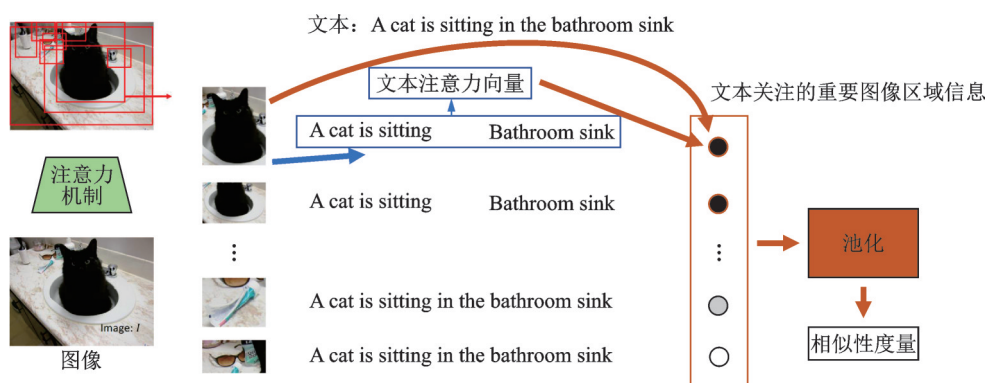 文本：A cat is sitting in the bathroom sink
文本注意力向量
文本关注的重要图像区域信息
A cat is sitting Bathroom sink
注意力
机制
A cat is sitting Bathroom sink
⋮ ⋮
池化
Image: I
A cat is sitting in the bathroom sink
图像
A cat is sitting in the bathroom sink
相似性度量